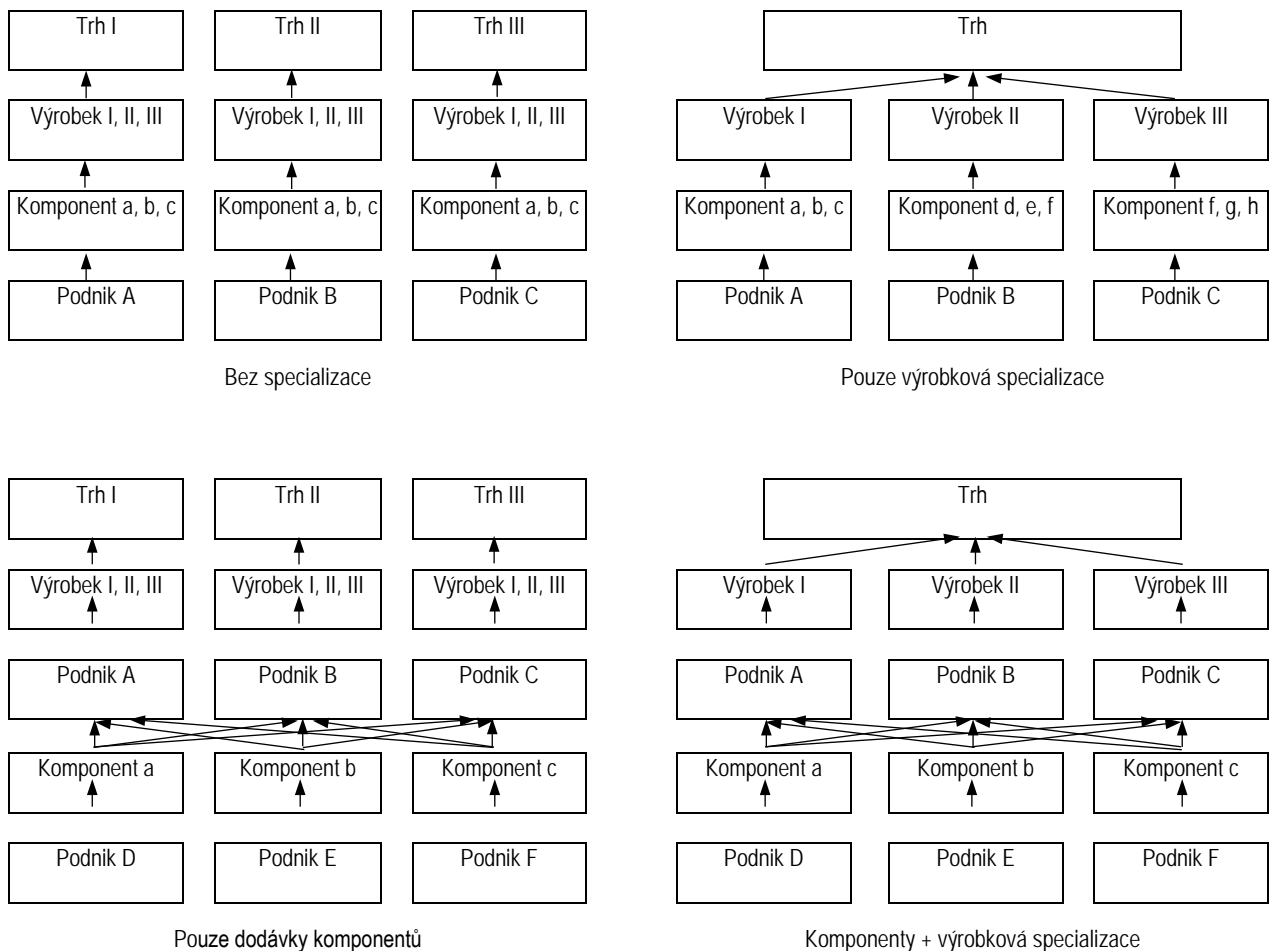 Trh I
Trh II
Trh III
Výrobek I, II, III
Výrobek I, II, III
Výrobek I, II, III
Komponent a, b, c
Komponent a, b, c
Komponent a, b, c
Podnik A
Podnik B
Podnik C
Bez specializace
Trh
Výrobek I
Výrobek II
Výrobek III
Komponent a, b, c
Komponent d, e, f
Komponent f, g, h
Podnik A
Podnik B
Podnik C
Pouze výrobková specializace
Trh I
Trh II
Trh III
Výrobek I, II, III
Výrobek I, II, III
Výrobek I, II, III
Podnik A
Podnik B
Podnik C
Komponent a
Komponent b
Komponent c
Podnik D
Podnik E
Podnik F
Pouze dodávky komponentů
Trh
Výrobek I
Výrobek II
Výrobek III
Podnik A
Podnik B
Podnik C
Komponent a
Komponent b
Komponent c
Podnik D
Podnik E
Podnik F
Komponenty + výrobková specializace